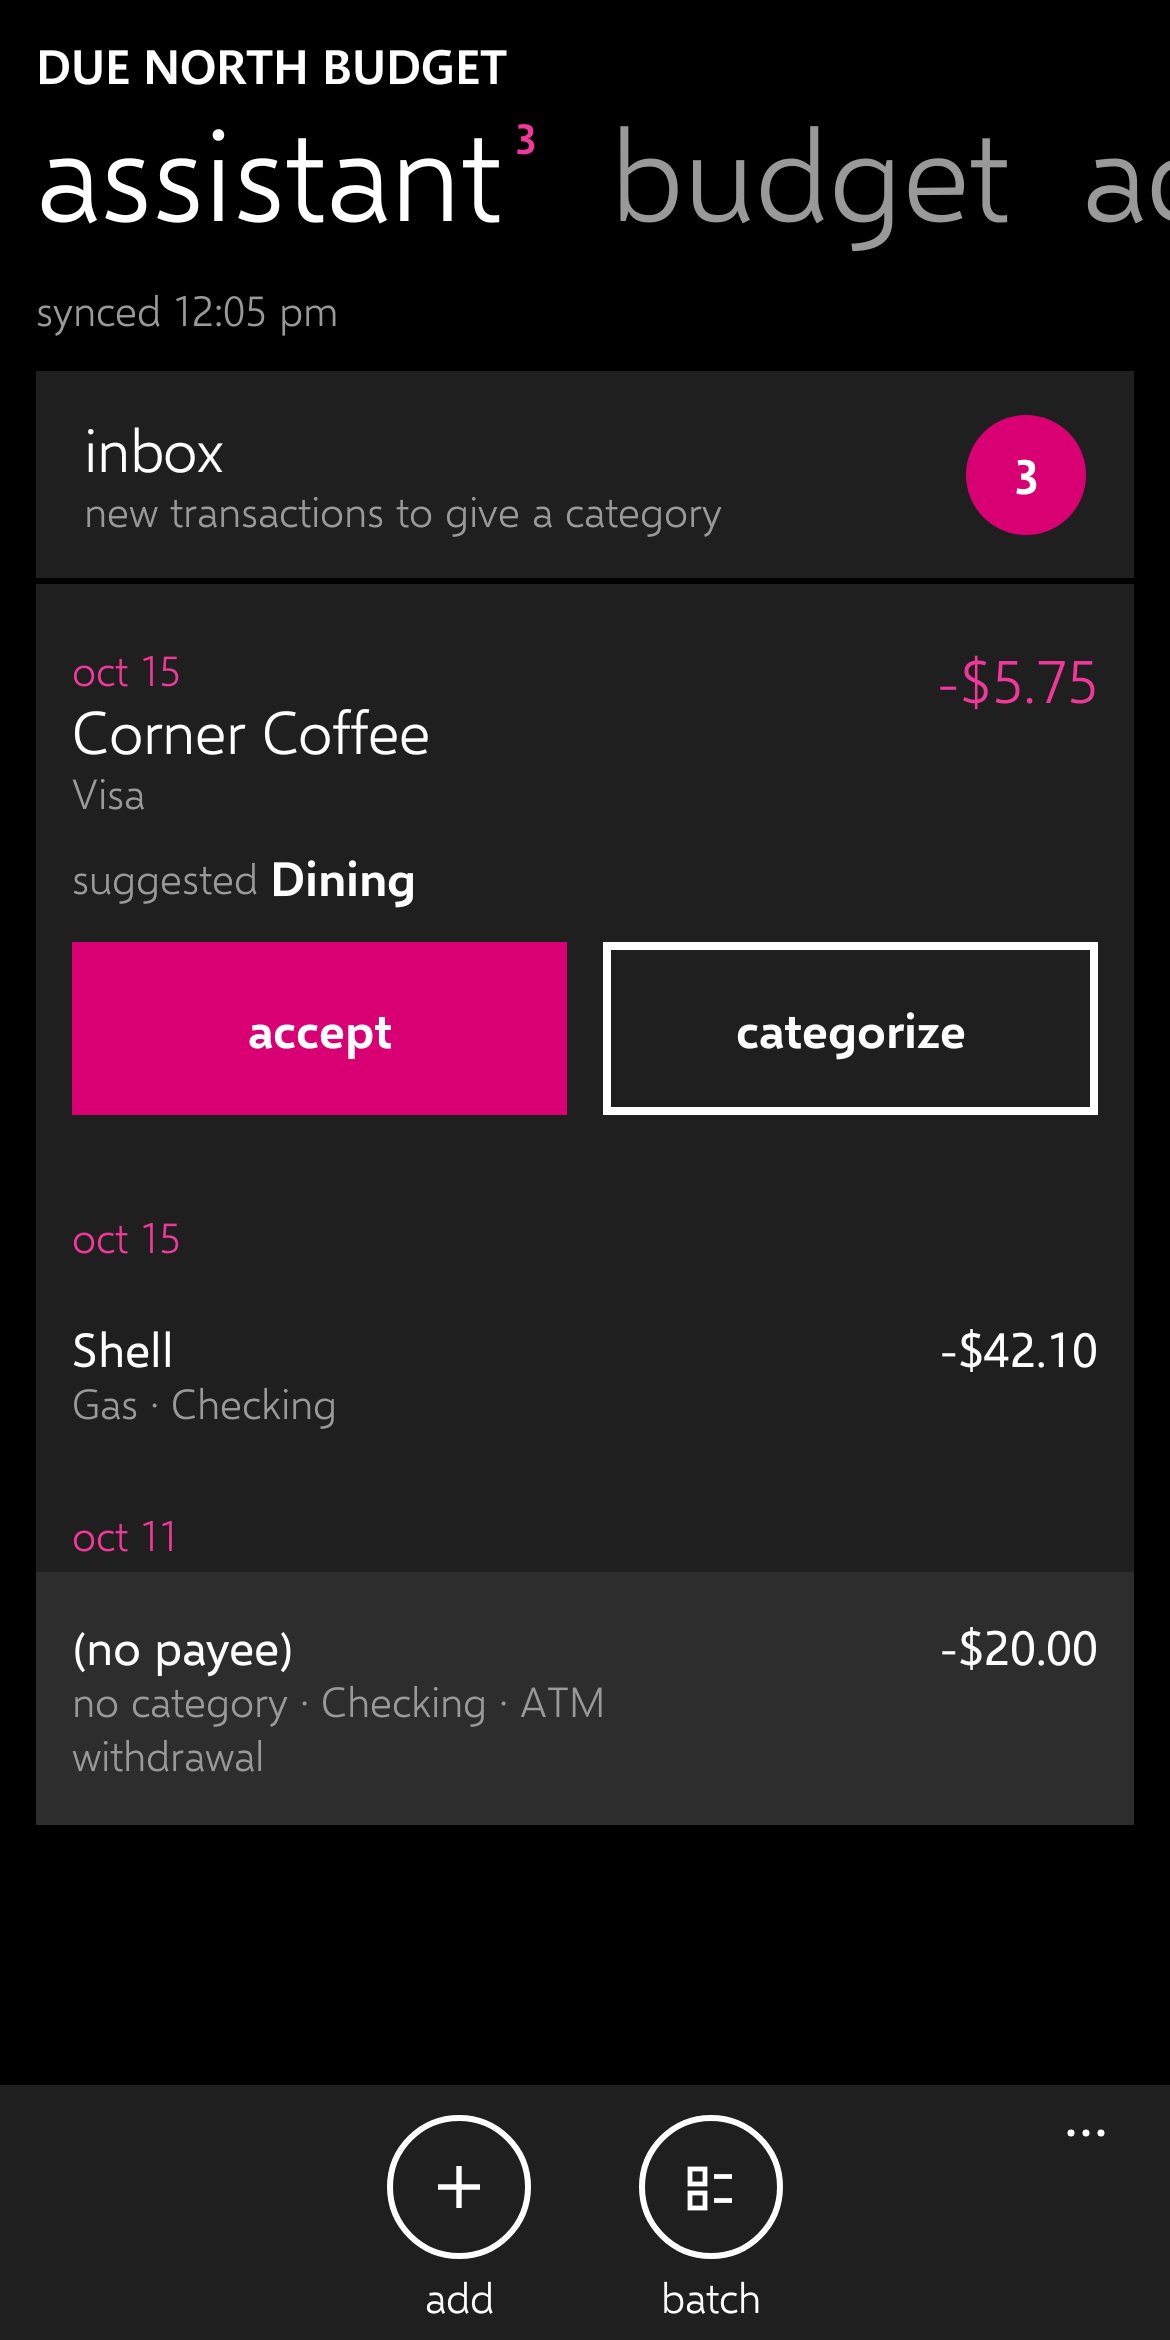 DUE NORTH BUDGET
assistant 3 budget ac
synced 12:05 pm
inbox
new transactions to give a category
3
oct 15
-$5.75
Corner Coffee
Visa
suggested Dining
accept
categorize
oct 15
Shell
-$42.10
Gas · Checking
oct 11
(no payee)
-$20.00
no category · Checking · ATM
withdrawal
...
add
batch